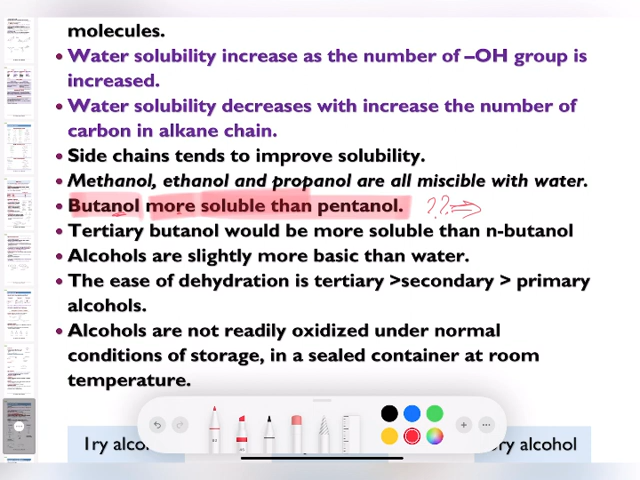 molecules.
• Water solubility increase as the number of –OH group is
increased.
• Water solubility decreases with increase the number of
carbon in alkane chain.
• Side chains tends to improve solubility.
• Methanol, ethanol and propanol are all miscible with water.
• Butanol more soluble than pentanol. ??⇒
• Tertiary butanol would be more soluble than n-butanol
• Alcohols are slightly more basic than water.
• The ease of dehydration is tertiary >secondary > primary
alcohols.
• Alcohols are not readily oxidized under normal
conditions of storage, in a sealed container at room
temperature.
1ry alco
ry alcohol